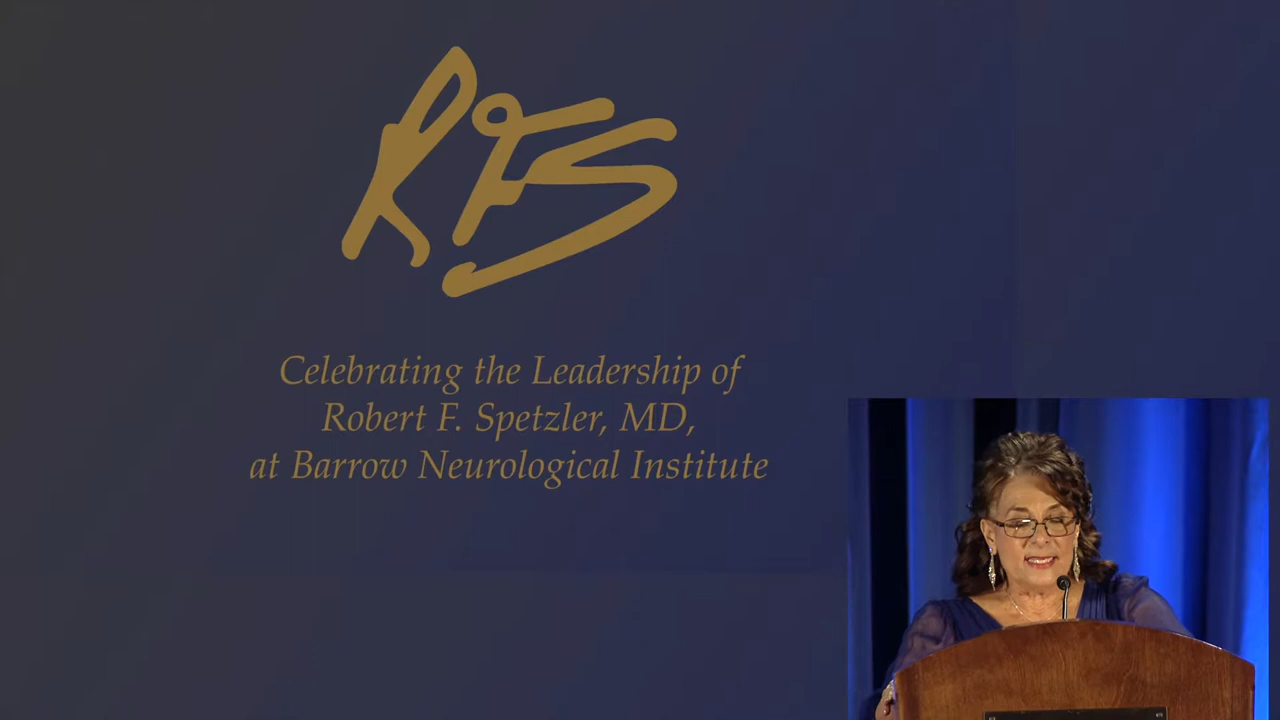 RFS
Celebrating the Leadership of
Robert F. Spetzler, MD,
at Barrow Neurological Institute